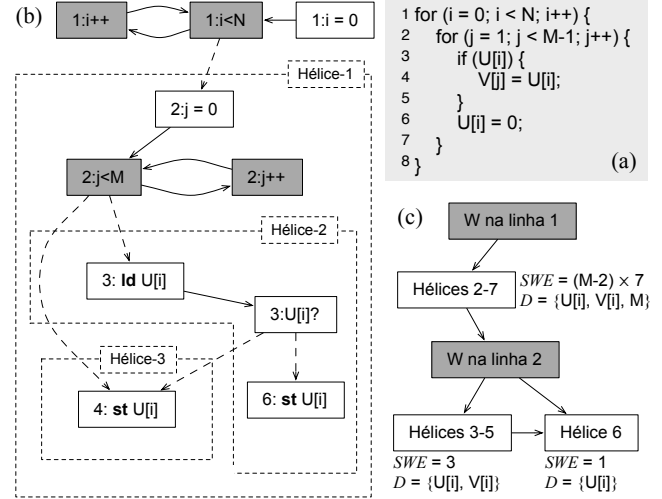 (b)
1:i++
1:i<N
1:i = 0
Hélice-1
2:j = 0
2:j<M
2:j++
Hélice-2
3: ld U[i]
3:U[i]?
Hélice-3
4: st U[i]
6: st U[i]
1 for (i = 0; i < N; i++) {
2 for (j = 1; j < M-1; j++) {
3 if (U[i]) {
4 V[j] = U[i];
5 }
6 U[i] = 0;
7 }
8 }
(a)
(c)
W na linha 1
Hélices 2-7
SWE = (M-2) × 7
D = {U[i], V[i], M}
W na linha 2
Hélices 3-5
Hélice 6
SWE = 3
D = {U[i], V[i]}
SWE = 1
D = {U[i]}